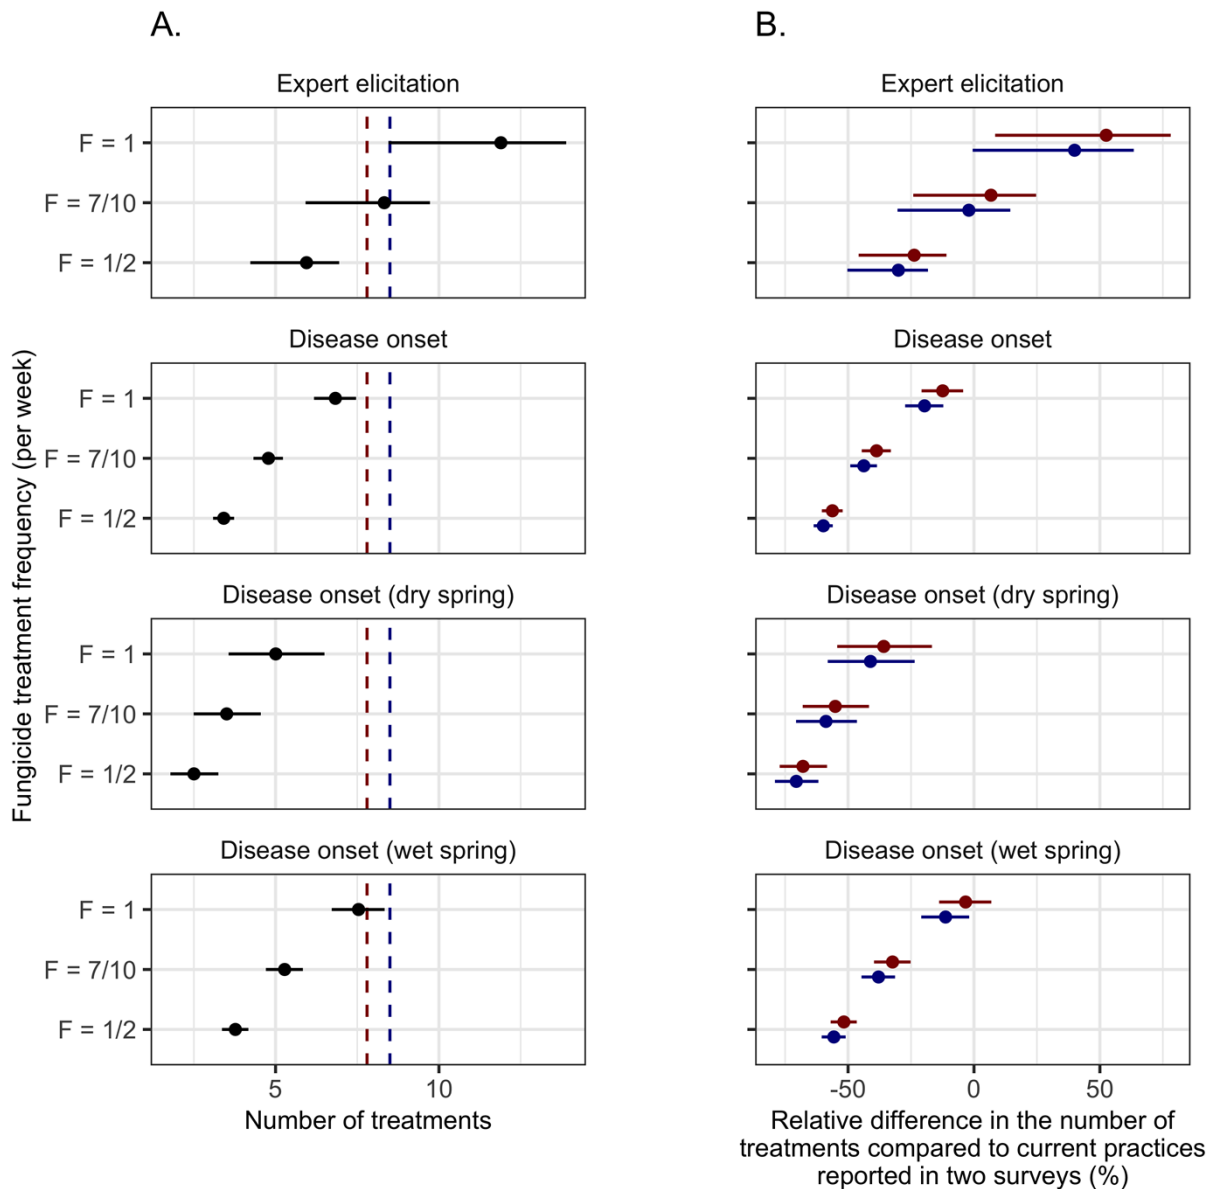 A.
B.
Expert elicitation
Expert elicitation
F = 1
F = 7/10
F = 1/2
Disease onset
Disease onset
F = 1
F = 7/10
F = 1/2
Disease onset (dry spring)
Disease onset (dry spring)
F = 1
F = 7/10
F = 1/2
Disease onset (wet spring)
Disease onset (wet spring)
F = 1
F = 7/10
F = 1/2
Fungicide treatment frequency (per week)
5
10
-50
0
50
Number of treatments
Relative difference in the number of
treatments compared to current practices
reported in two surveys (%)